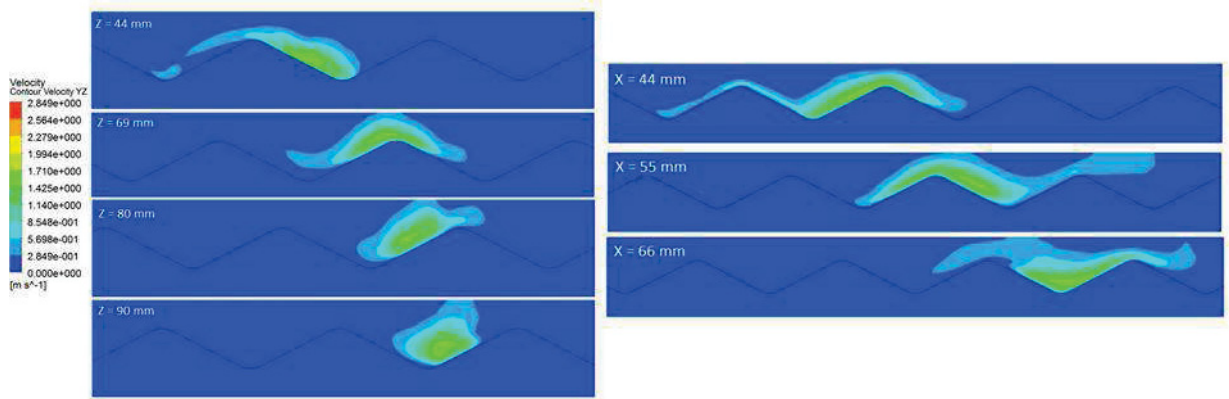 Z = 44 mm
Velocity
Contour Velocity YZ
2.849e+000
2.564e+000
2.279e+000
1.994e+000
1.710e+000
1.425e+000
1.140e+000
8.548e-001
5.698e-001
2.849e-001
0.000e+000
[m s^-1]
Z = 69 mm
Z = 80 mm
Z = 90 mm
X = 44 mm
X = 55 mm
X = 66 mm